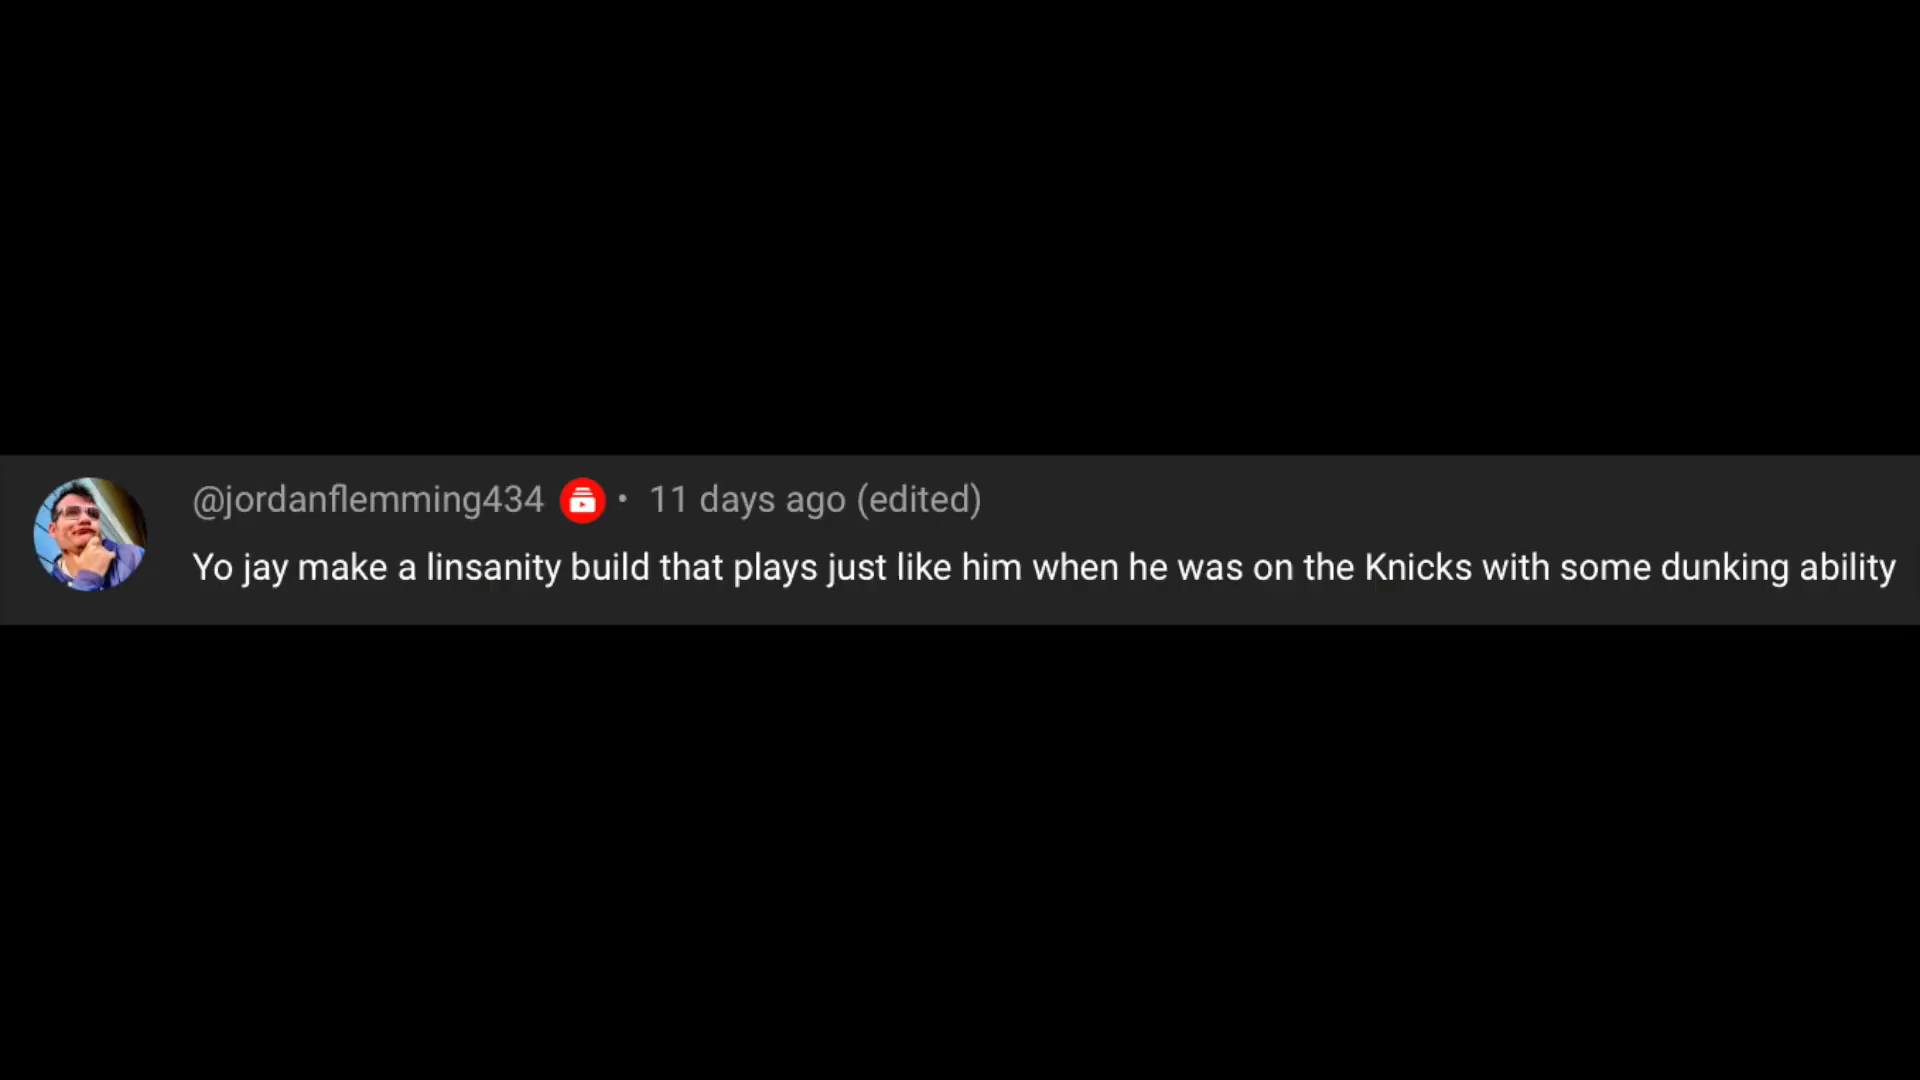 @jordanflemming434 • 11 days ago (edited)
Yo jay make a linsanity build that plays just like him when he was on the Knicks with some dunking ability